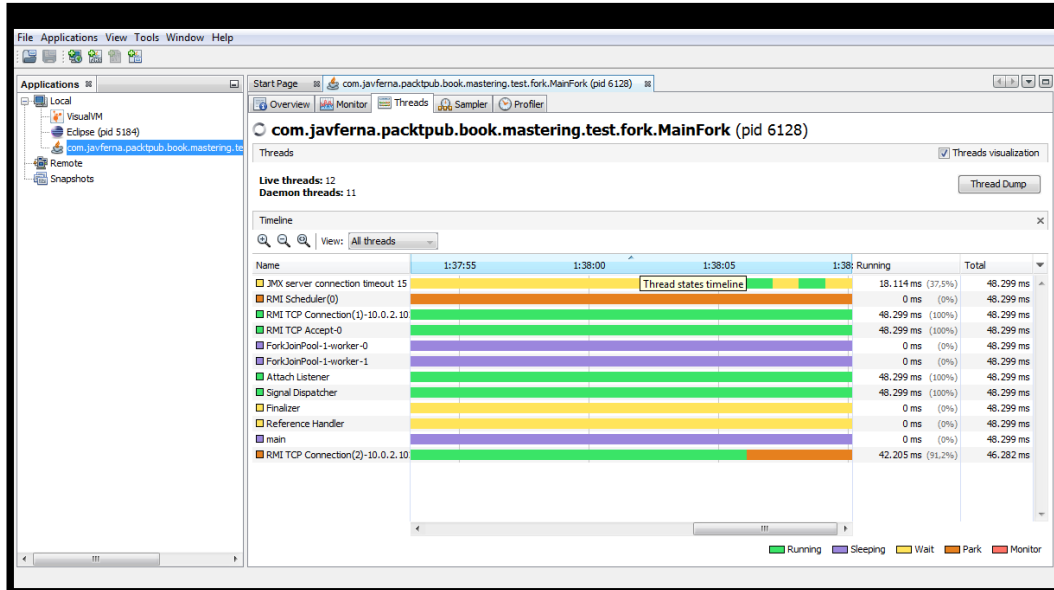 File Applications View Tools Window Help
Applications
Start Page com.javferna.packtpub.book.mastering.test.fork.MainFork (pid 6128)
Local
VisualVM
Eclipse (pid 5184)
com.javferna.packtpub.book.mastering.te
Remote
Snapshots
Overview Monitor Threads Sampler Profiler
com.javferna.packtpub.book.mastering.test.fork.MainFork (pid 6128)
Threads Threads visualization
Live threads: 12
Daemon threads: 11
Thread Dump
Timeline
View: All threads
Name 1:37:55 1:38:00 1:38:05 1:38: Running Total
Thread states timeline
JMX server connection timeout 15 18.114 ms (37,5%) 48.299 ms
RMI Scheduler(0) 0 ms (0%) 48.299 ms
RMI TCP Connection(1)-10.0.2.10 48.299 ms (100%) 48.299 ms
RMI TCP Accept-0 48.299 ms (100%) 48.299 ms
ForkJoinPool-1-worker-0 0 ms (0%) 48.299 ms
ForkJoinPool-1-worker-1 0 ms (0%) 48.299 ms
Attach Listener 48.299 ms (100%) 48.299 ms
Signal Dispatcher 48.299 ms (100%) 48.299 ms
Finalizer 0 ms (0%) 48.299 ms
Reference Handler 0 ms (0%) 48.299 ms
main 0 ms (0%) 48.299 ms
RMI TCP Connection(2)-10.0.2.10 42.205 ms (91,2%) 46.282 ms
Running Sleeping Wait Park Monitor